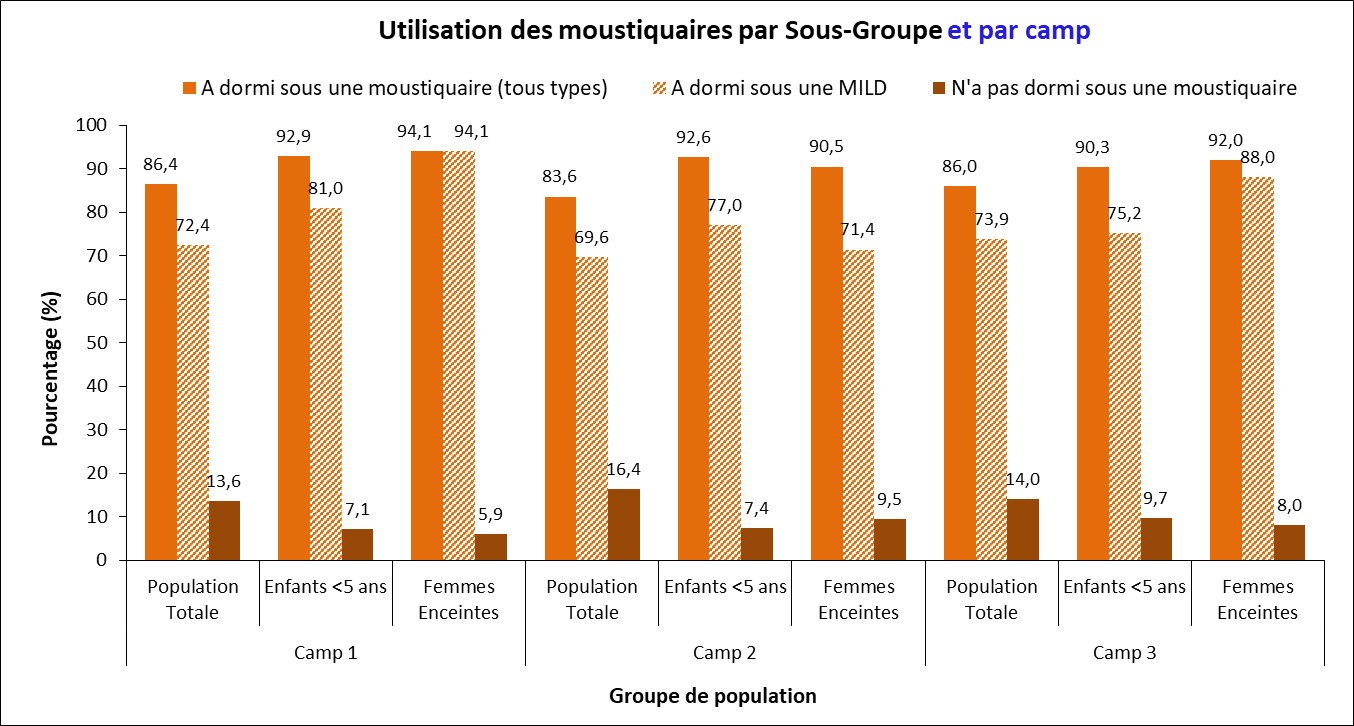 Utilisation des moustiquaires par Sous-Groupe et par camp
A dormi sous une moustiquaire (tous types)
A dormi sous une MILD
N'a pas dormi sous une moustiquaire
Pourcentage (%)
100
90
80
70
60
50
40
30
20
10
0
86,4
72,4
13,6
92,9
81,0
7,1
94,1
94,1
5,9
83,6
69,6
16,4
92,6
77,0
7,4
90,5
71,4
9,5
86,0
73,9
14,0
90,3
75,2
9,7
92,0
88,0
8,0
Population
Totale
Enfants <5 ans
Femmes
Enceintes
Population
Totale
Enfants <5 ans
Femmes
Enceintes
Population
Totale
Enfants <5 ans
Femmes
Enceintes
Camp 1
Camp 2
Camp 3
Groupe de population